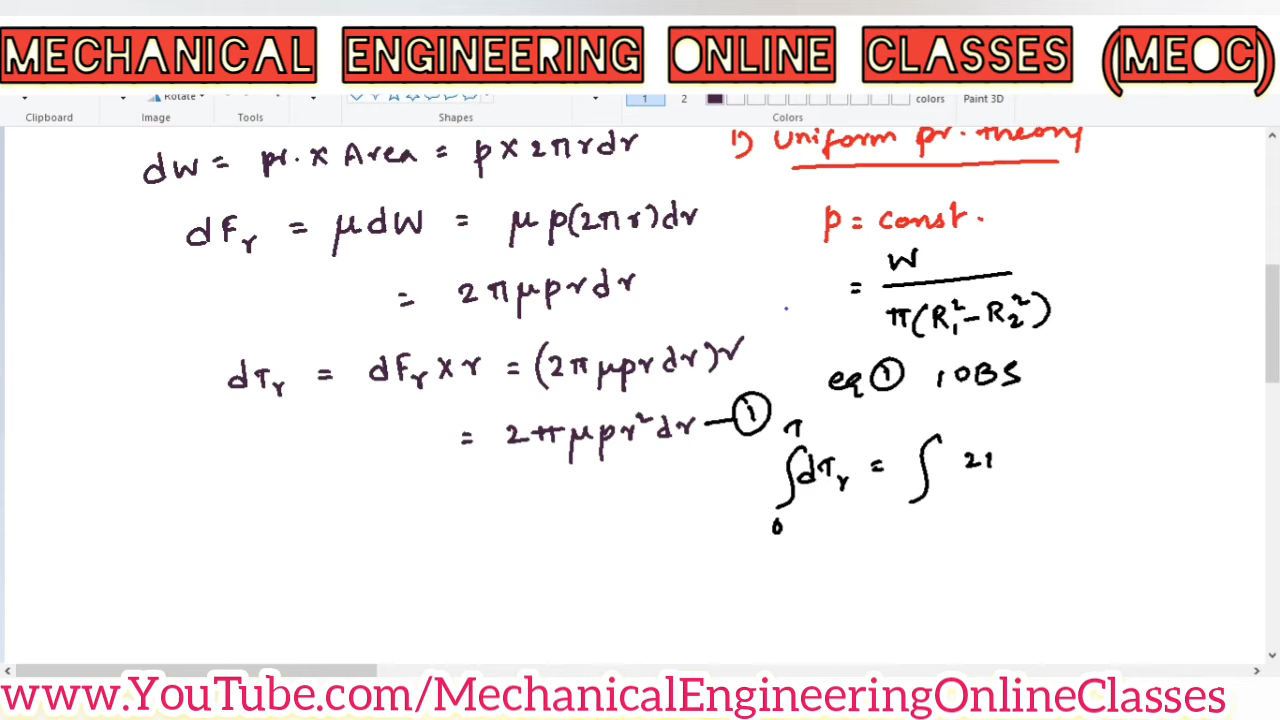 MECHANICAL ENGINEERING ONLINE CLASSES (MEOC)
Rotate
1 2 colors Paint 3D
Clipboard Image Tools Shapes Colors
1) Uniform pr. theory
dW = pr. × Area = p × 2πrdr
dFr = μdW = μp(2πr)dr
= 2πμprdr
dTr = dFr × r = (2πμprdr)r
= 2πμpr²dr — ①
p = const.
= W / π(R₁² − R₂²)
eq ① IOBS
∫₀ᵀ dTr = ∫ 21
www.YouTube.com/MechanicalEngineeringOnlineClasses